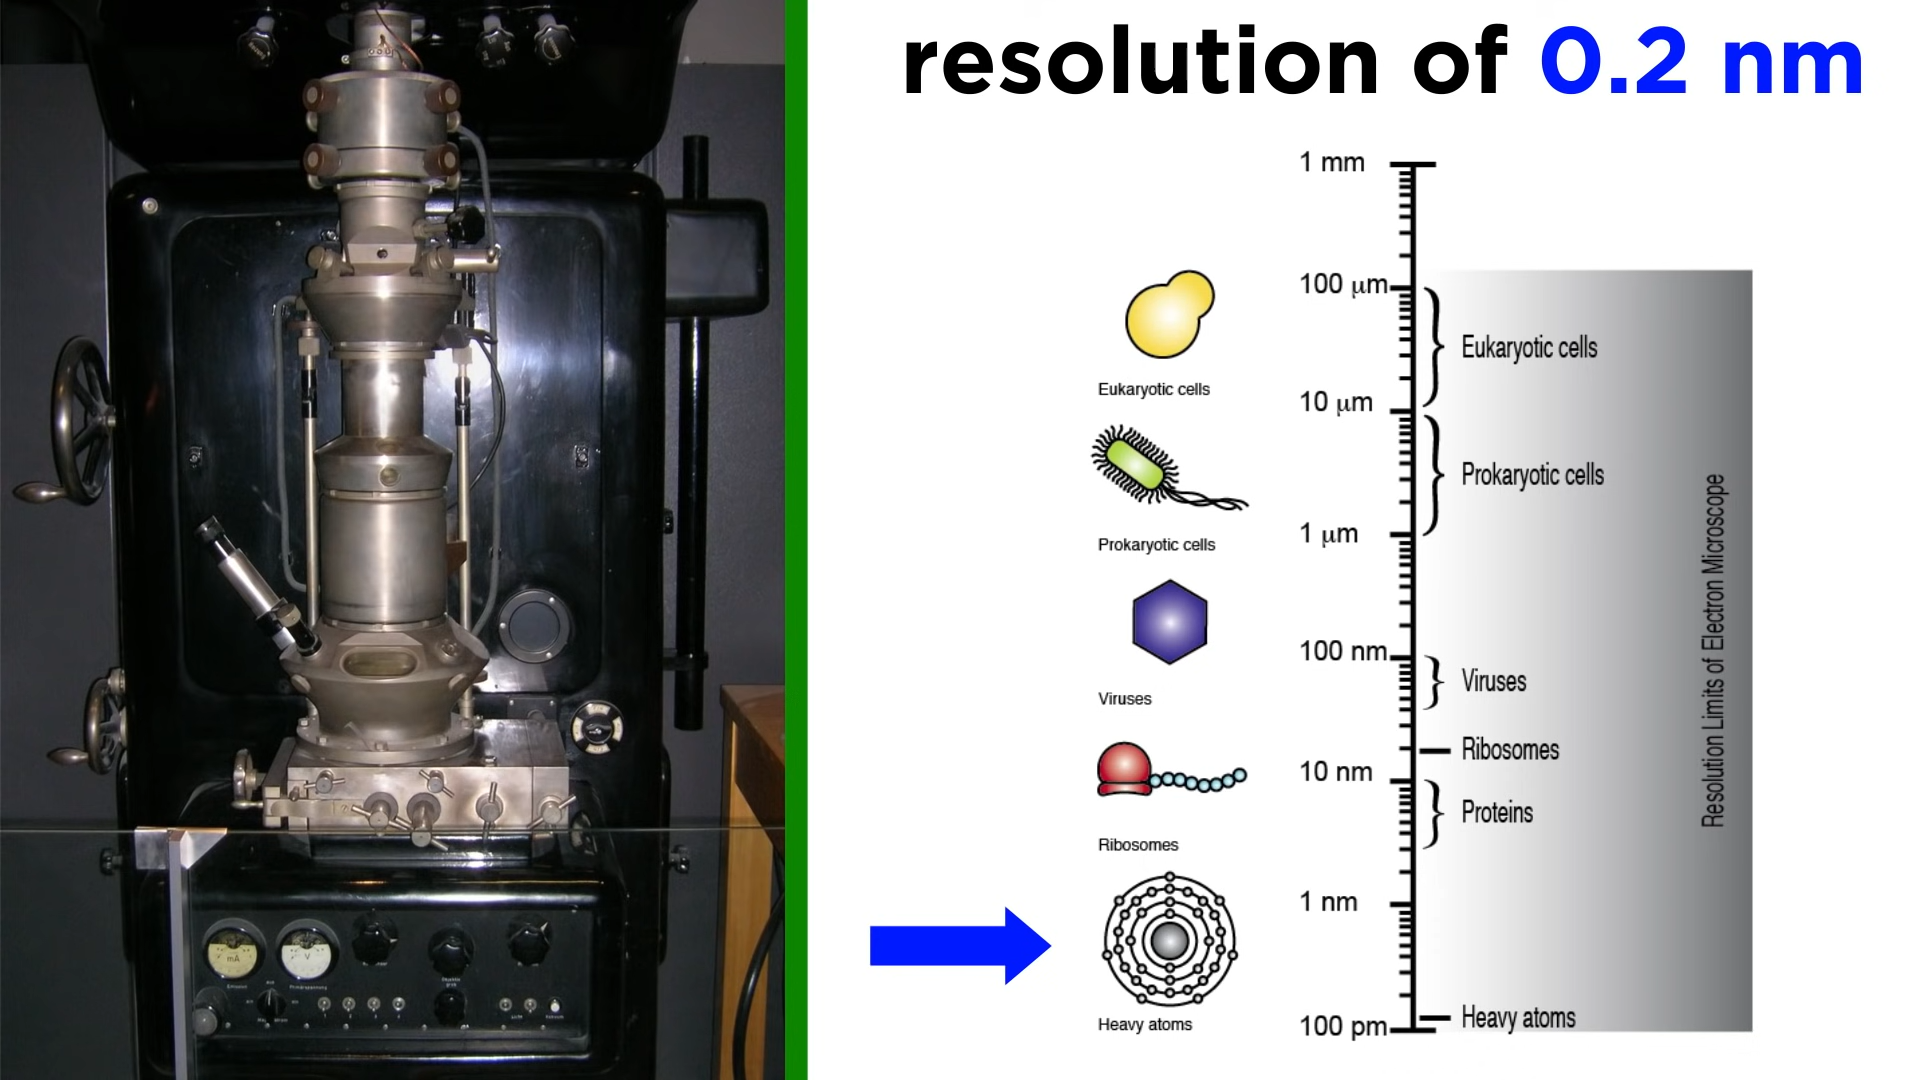 resolution of 0.2 nm
1 mm
100 μm
Eukaryotic cells
Eukaryotic cells
10 μm
Prokaryotic cells
Prokaryotic cells
1 μm
100 nm
Viruses
Viruses
Ribosomes
10 nm
Proteins
Ribosomes
1 nm
Heavy atoms
Heavy atoms
100 pm
Resolution Limits of Electron Microscope
mA
V